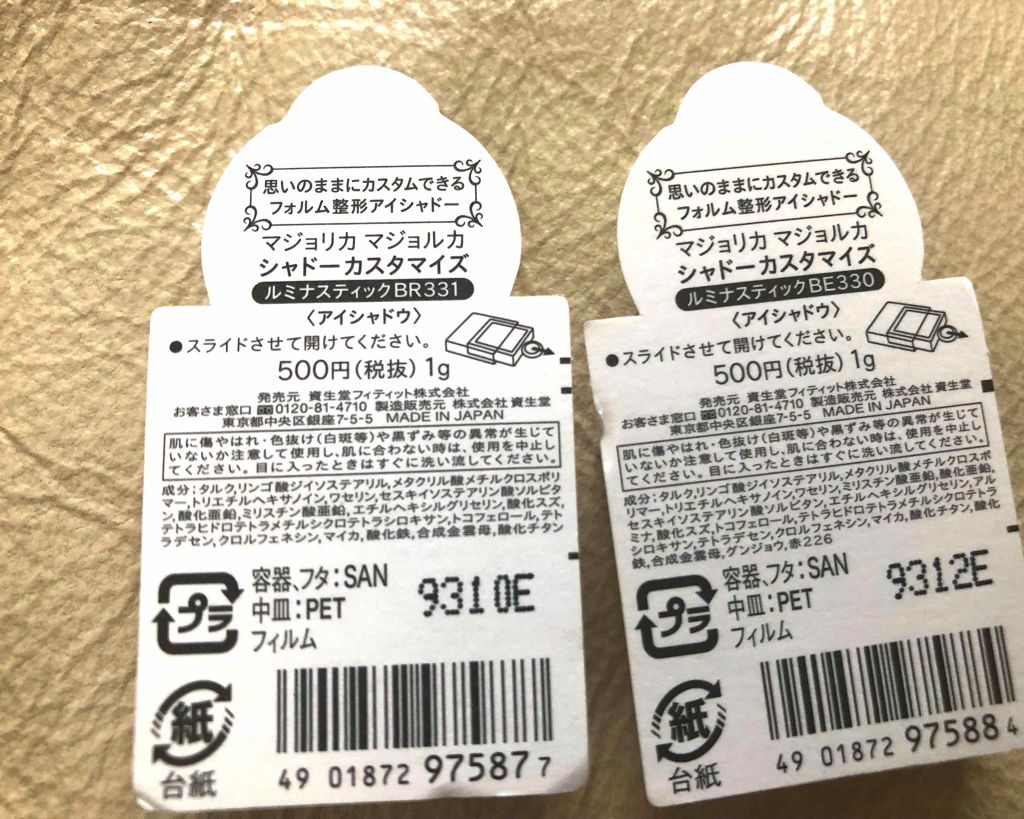 思いのままにカスタムできる
フォルム整形アイシャドー
マジョリカ マジョルカ
シャドーカスタマイズ
ルミナスティックBR331
〈アイシャドウ〉
●スライドさせて開けてください。
500円(税抜) 1g
発売元 資生堂フィティット株式会社
お客さま窓口 0120-81-4710 製造販売元 株式会社 資生堂
東京都中央区銀座7-5-5 MADE IN JAPAN
肌に傷やはれ・色抜け(白斑等)や黒ずみ等の異常が生じて
いないか注意して使用し、肌に合わない時は、使用を中止し
てください。目に入ったときはすぐに洗い流してください。
成分:タルク,リンゴ酸ジイソステアリル,メタクリル酸メチルクロスポリ
マー,トリエチルヘキサノイン,ワセリン,セスキイソステアリン酸ソルビタ
ン,酸化亜鉛,ミリスチン酸亜鉛,エチルヘキシルグリセリン,酸化スズ,
テトラヒドロテトラメチルシクロテトラシロキサン,トコフェロール,テト
ラデセン,クロルフェネシン,マイカ,酸化鉄,合成金雲母,酸化チタン
プラ
容器、フタ:SAN
中皿:PET
フィルム
9310E
紙
台紙
49 01872 97587 7
思いのままにカスタムできる
フォルム整形アイシャドー
マジョリカ マジョルカ
シャドーカスタマイズ
ルミナスティックBE330
〈アイシャドウ〉
●スライドさせて開けてください。
500円(税抜) 1g
発売元 資生堂フィティット株式会社
お客さま窓口 0120-81-4710 製造販売元 株式会社 資生堂
東京都中央区銀座7-5-5 MADE IN JAPAN
肌に傷やはれ・色抜け(白斑等)や黒ずみ等の異常が生じて
いないか注意して使用し、肌に合わない時は、使用を中止し
てください。目に入ったときはすぐに洗い流してください。
成分:タルク,リンゴ酸ジイソステアリル,メタクリル酸メチルクロスポ
リマー,トリエチルヘキサノイン,ワセリン,ミリスチン酸亜鉛,酸化亜鉛,
セスキイソステアリン酸ソルビタン,エチルヘキシルグリセリン,アル
ミナ,酸化スズ,トコフェロール,テトラヒドロテトラメチルシクロテトラ
シロキサン,テトラデセン,クロルフェネシン,マイカ,酸化チタン,酸化
鉄,合成金雲母,グンジョウ,赤226
プラ
容器、フタ:SAN
中皿:PET
フィルム
9312E
紙
台紙
49 01872 97588 4